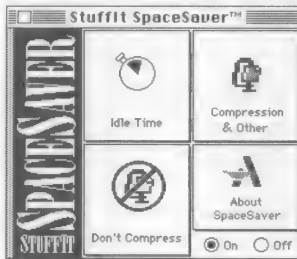 StuffIt SpaceSaver™
STUFFIT
SPACESAVER
Idle Time
Compression
& Other
Don't Compress
About
SpaceSaver
On
Off